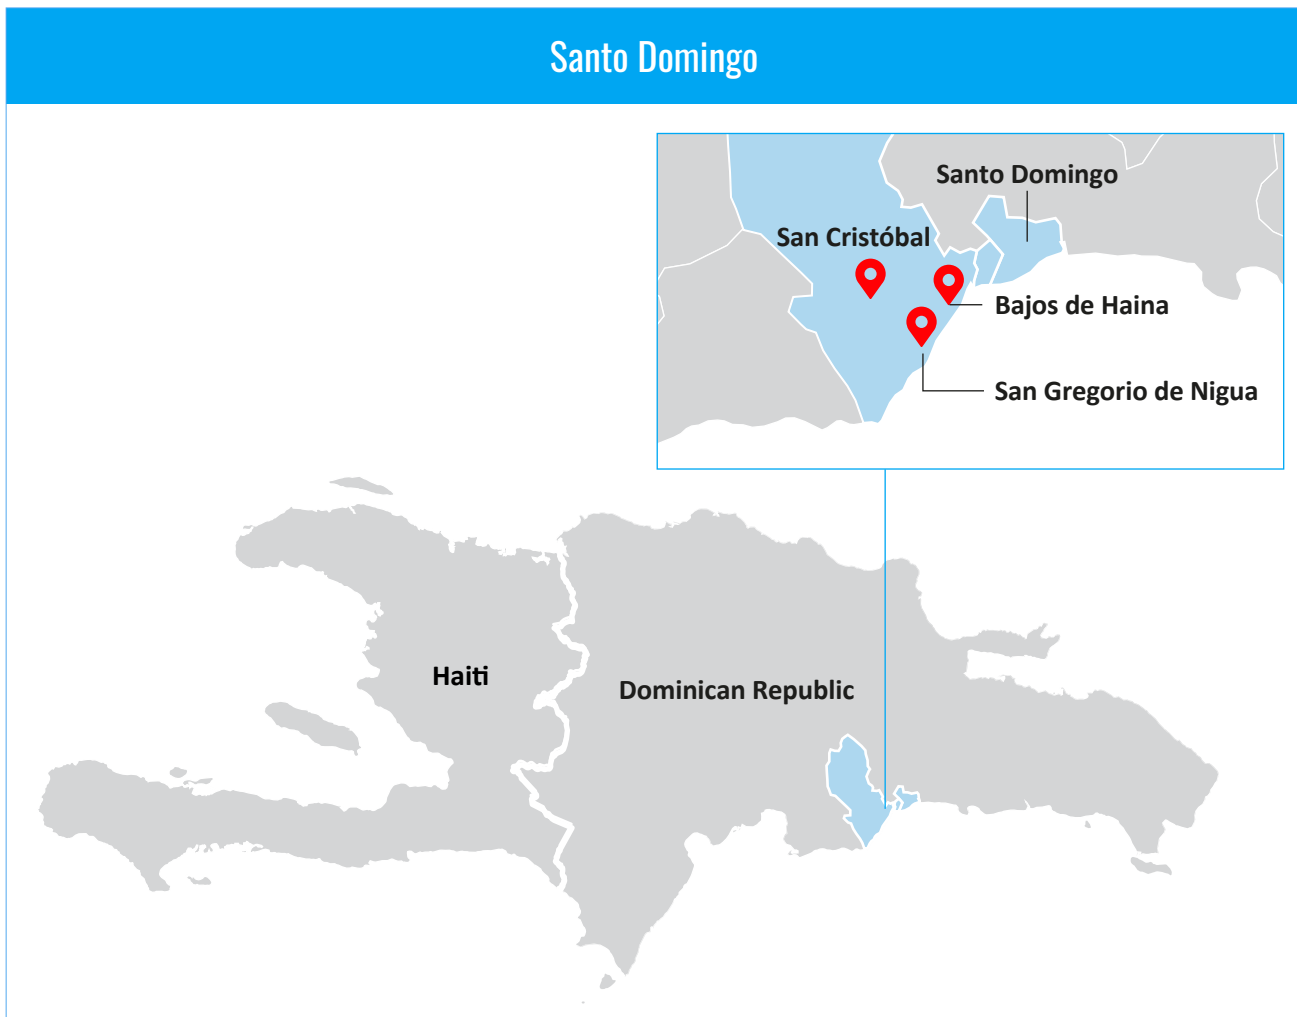 Santo Domingo
Santo Domingo
San Cristóbal
Bajos de Haina
San Gregorio de Nigua
Haiti
Dominican Republic